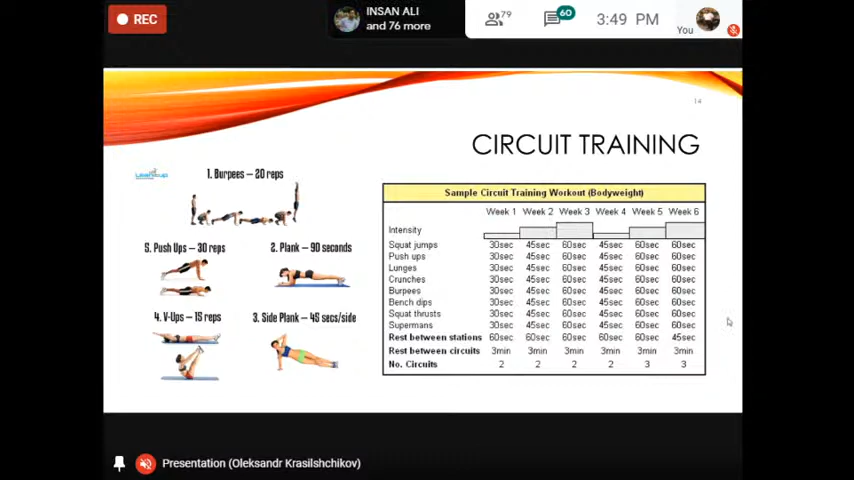 REC
INSAN ALI
and 76 more
79
60
3:49 PM
You
14
CIRCUIT TRAINING
1. Burpees – 20 reps
5. Push Ups – 30 reps
2. Plank – 90 seconds
4. V-Ups – 15 reps
3. Side Plank – 45 secs/side
Sample Circuit Training Workout (Bodyweight)
Week 1 Week 2 Week 3 Week 4 Week 5 Week 6
Intensity
Squat jumps 30sec 45sec 60sec 45sec 60sec 60sec
Push ups 30sec 45sec 60sec 45sec 60sec 60sec
Lunges 30sec 45sec 60sec 45sec 60sec 60sec
Crunches 30sec 45sec 60sec 45sec 60sec 60sec
Burpees 30sec 45sec 60sec 45sec 60sec 60sec
Bench dips 30sec 45sec 60sec 45sec 60sec 60sec
Squat thrusts 30sec 45sec 60sec 45sec 60sec 60sec
Supermans 30sec 45sec 60sec 45sec 60sec 60sec
Rest between stations 60sec 60sec 60sec 60sec 60sec 45sec
Rest between circuits 3min 3min 3min 3min 3min 3min
No. Circuits 2 2 2 2 3 3
Presentation (Oleksandr Krasilshchikov)